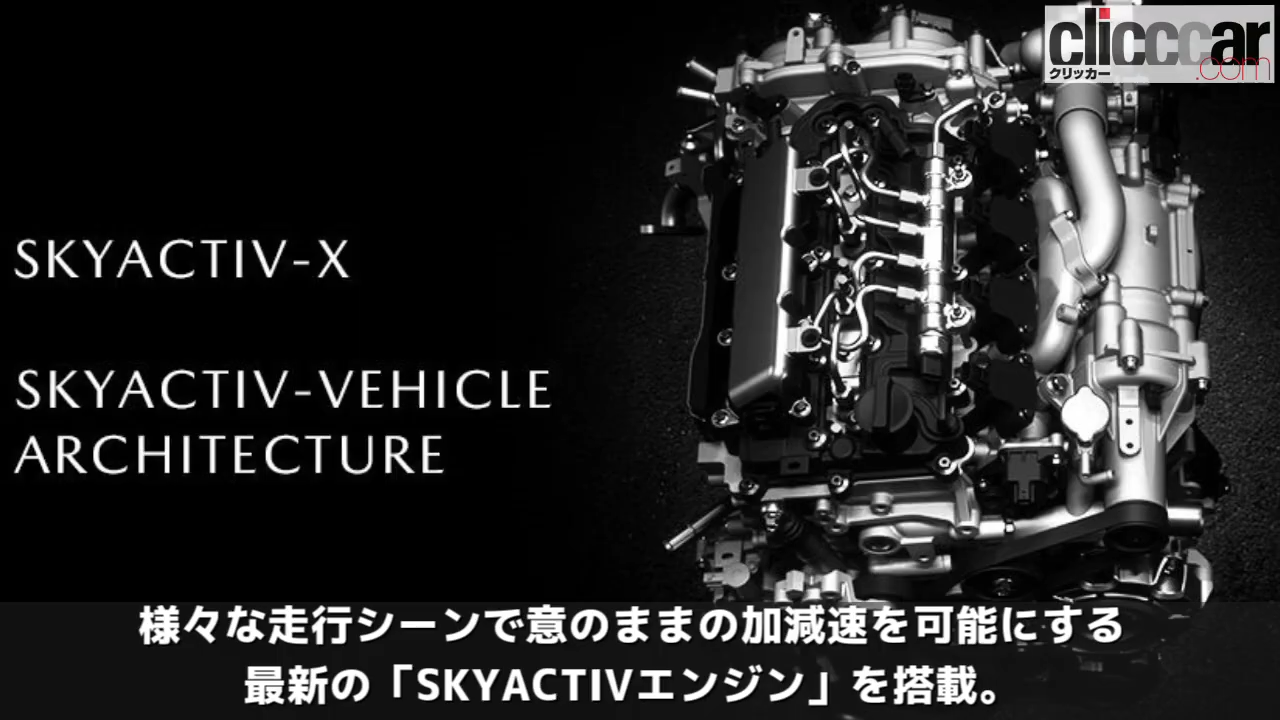 clicccar
クリッカー
.com
SKYACTIV-X
SKYACTIV-VEHICLE
ARCHITECTURE
様々な走行シーンで意のままの加減速を可能にする
最新の「SKYACTIVエンジン」を搭載。